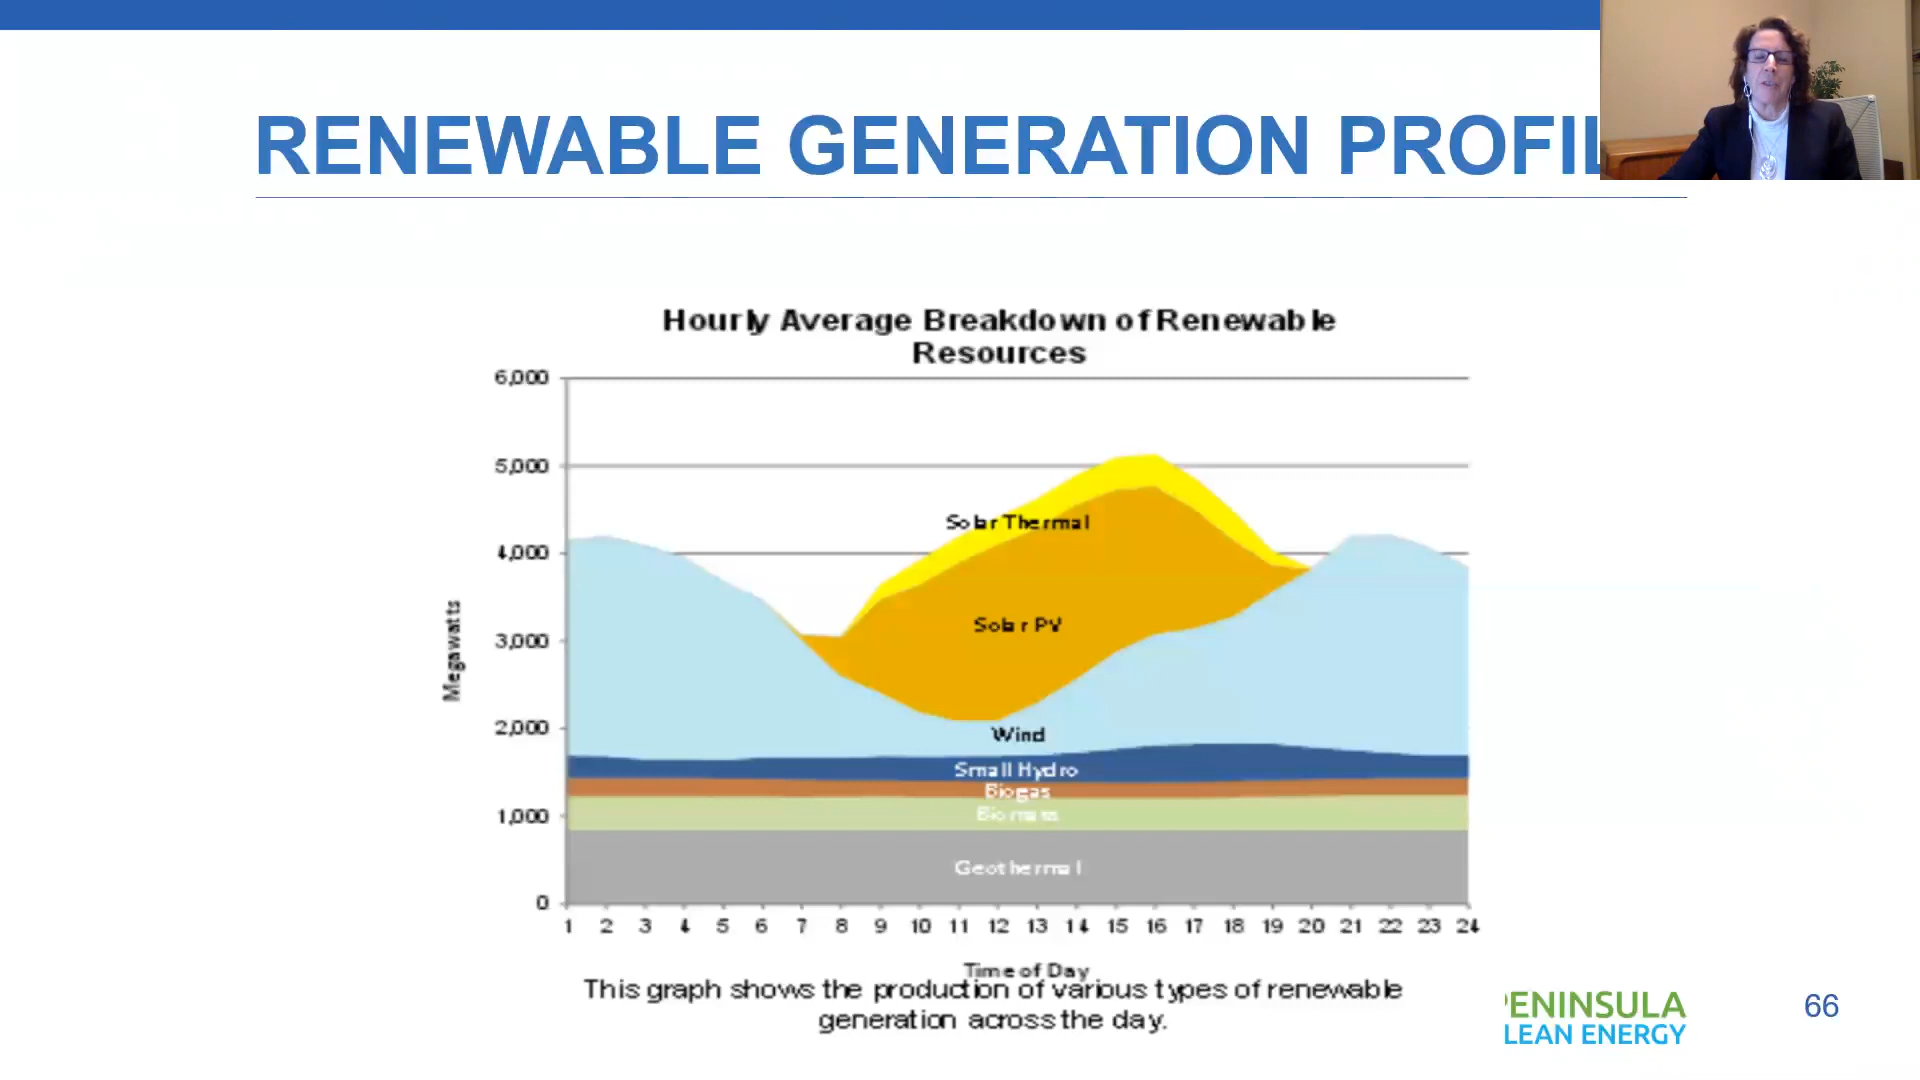 RENEWABLE GENERATION PROFIL
Hourly Average Breakdown of Renewable
Resources
6,000
5,000
4,000
3,000
2,000
1,000
0
Megawatts
Solar Thermal
Solar PV
Wind
Small Hydro
Biogas
Biomass
Geothermal
1 2 3 4 5 6 7 8 9 10 11 12 13 14 15 16 17 18 19 20 21 22 23 24
Time of Day
This graph shows the production of various types of renewable
generation across the day.
PENINSULA
LEAN ENERGY
66